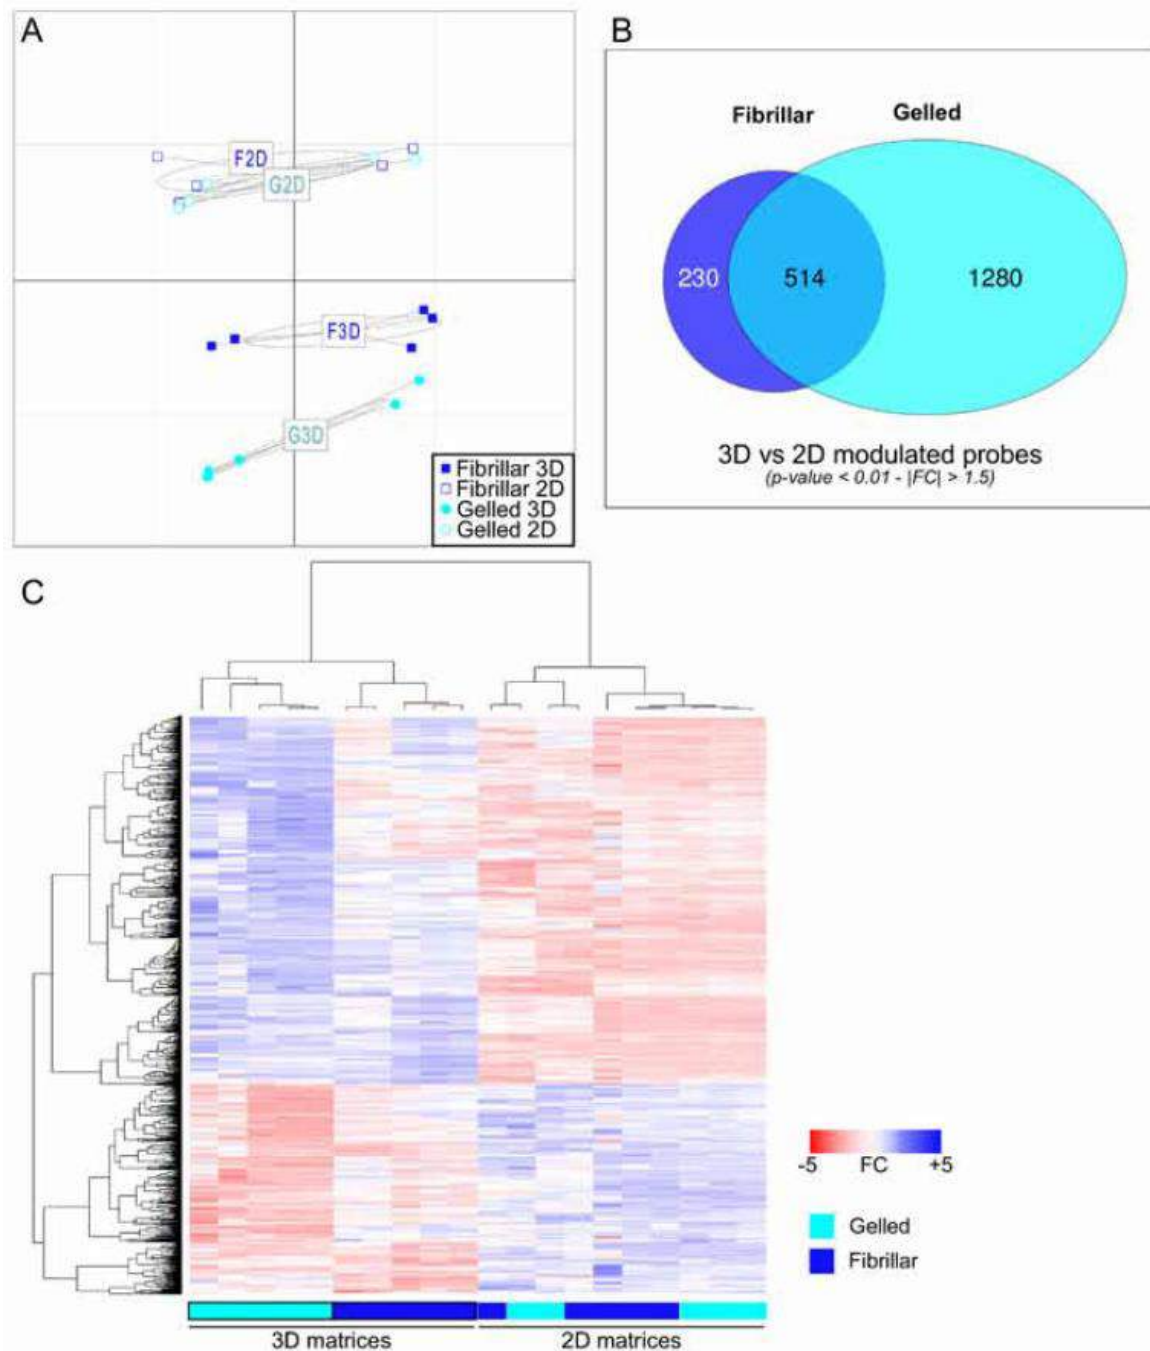 A
F2D
G2D
F3D
G3D
Fibrillar 3D
Fibrillar 2D
Gelled 3D
Gelled 2D
B
Fibrillar Gelled
230 514 1280
3D vs 2D modulated probes
(p-value < 0.01 - |FC| > 1.5)
C
-5 FC +5
Gelled
Fibrillar
3D matrices 2D matrices